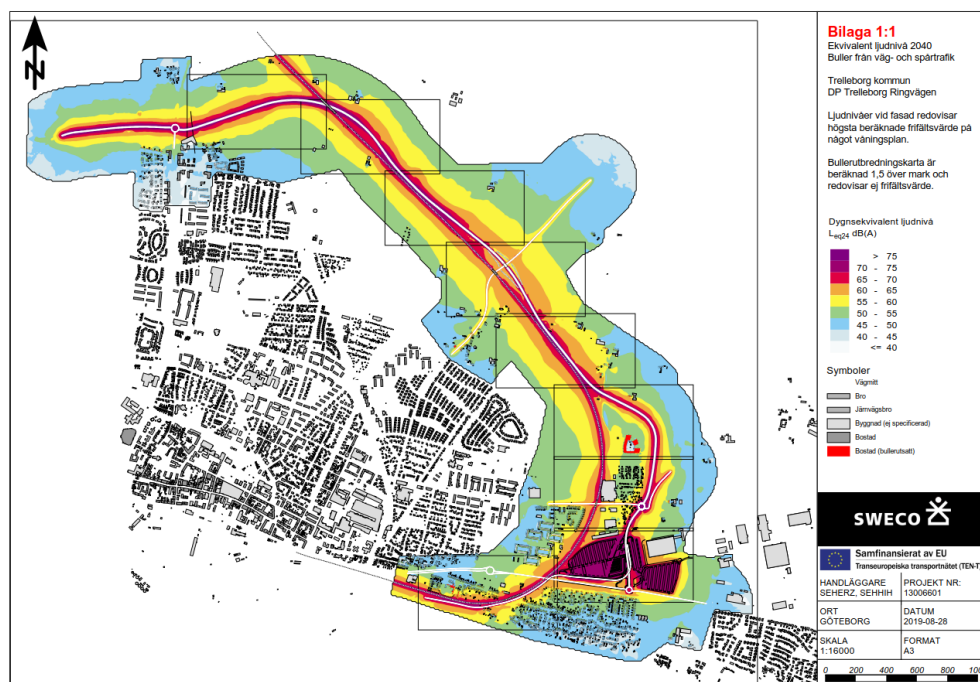 N
Bilaga 1:1
Ekvivalent ljudnivå 2040
Buller från väg- och spårtrafik
Trelleborg kommun
DP Trelleborg Ringvägen
Ljudnivåer vid fasad redovisar
högsta beräknade frifältsvärde på
något våningsplan.
Bullerutbredningskarta är
beräknad 1,5 över mark och
redovisar ej frifältsvärde.
Dygnsekvivalent ljudnivå
Leq24 dB(A)
> 75
70 - 75
65 - 70
60 - 65
55 - 60
50 - 55
45 - 50
40 - 45
<= 40
Symboler
Vägmitt
Bro
Järnvägsbro
Byggnad (ej specificerad)
Bostad
Bostad (bullerutsatt)
SWECO
Samfinansierat av EU
Transeuropeiska transportnätet (TEN-T)
HANDLÄGGARE
SEHERZ, SEHHIH
PROJEKT NR:
13006601
ORT
GÖTEBORG
DATUM
2019-08-28
SKALA
1:16000
FORMAT
A3
0 200 400 600 800 100